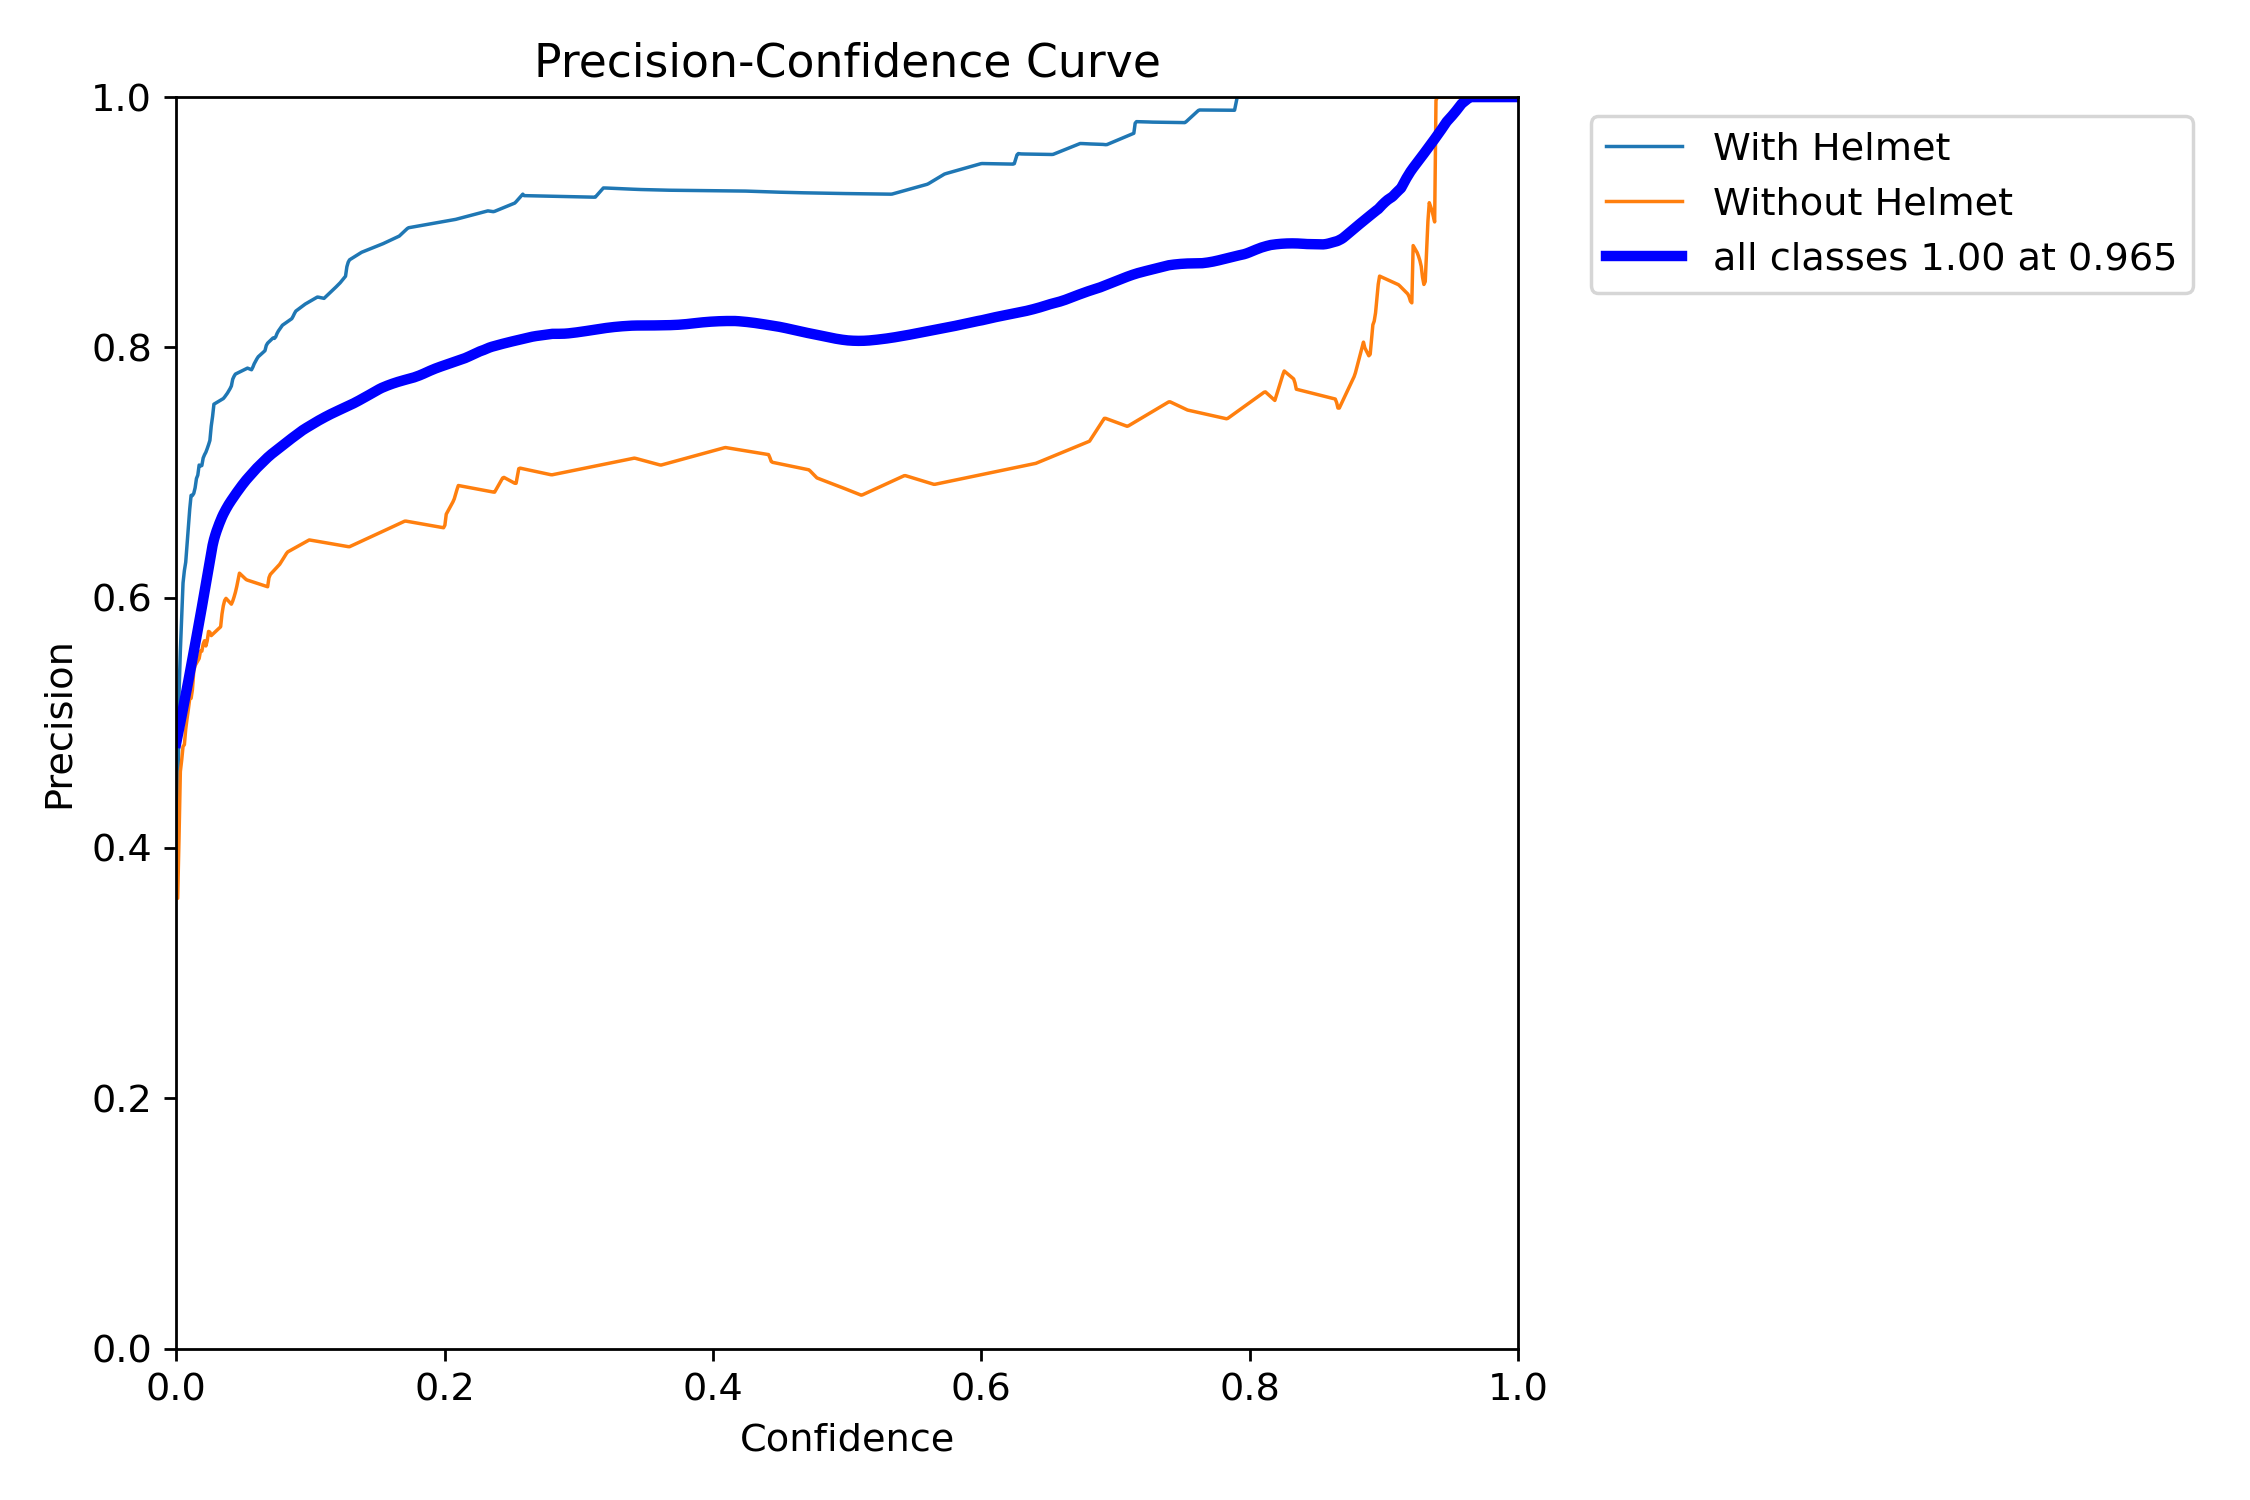 Precision-Confidence Curve
1.0
0.8
0.6
0.4
0.2
0.0
Precision
0.0 0.2 0.4 0.6 0.8 1.0
Confidence
With Helmet
Without Helmet
all classes 1.00 at 0.965